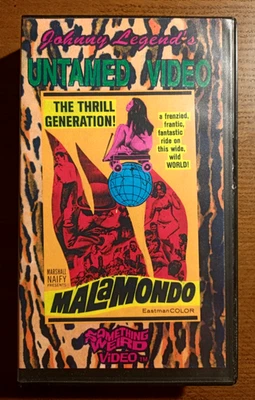 Johnny Legend's
UNTAMED VIDEO
THE THRILL
GENERATION!
a frenzied,
frantic,
fantastic
ride on
this wide,
wild
WORLD!
MARSHALL
NAIFY
PRESENTS
MALAMONDO
EastmanCOLOR
SOMETHING
WEIRD
VIDEO™